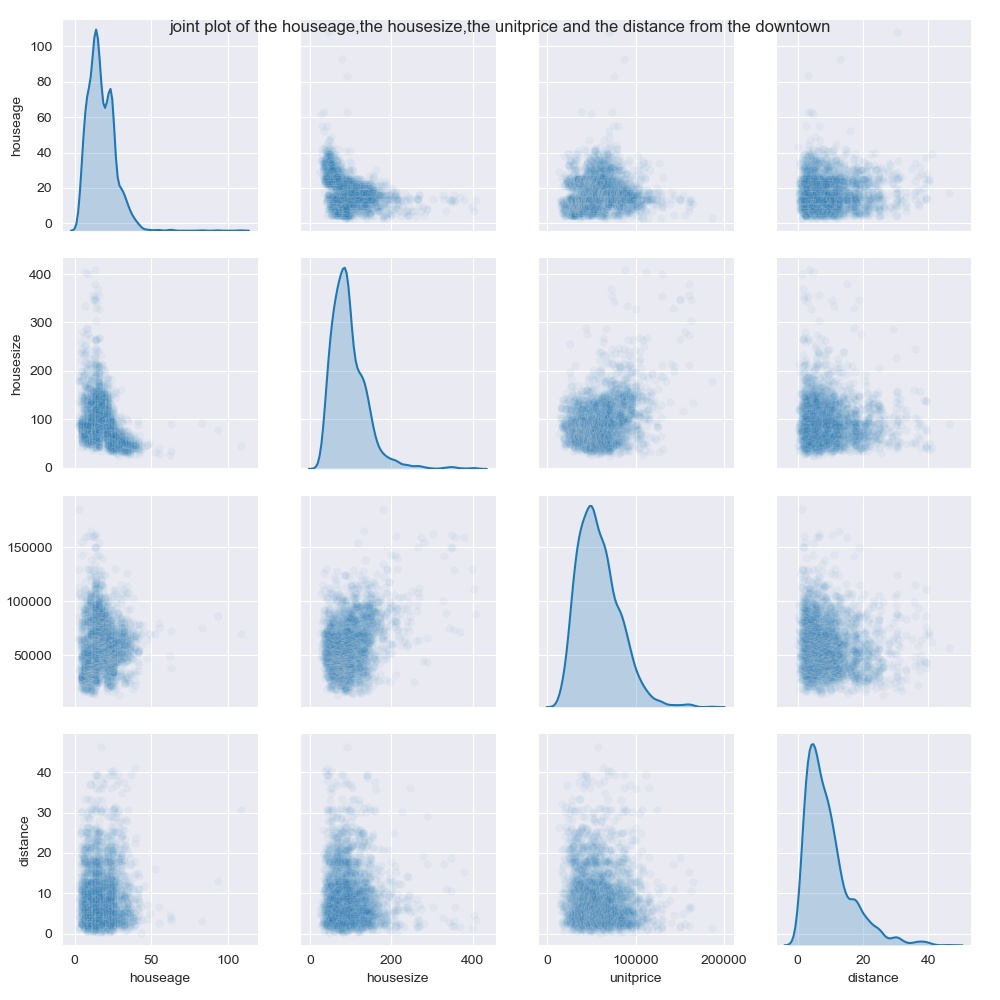 joint plot of the houseage,the housesize,the unitprice and the distance from the downtown
houseage
100
80
60
40
20
0
housesize
400
300
200
100
0
unitprice
150000
100000
50000
distance
40
30
20
10
0
0 50 100
houseage
0 200 400
housesize
0 100000 200000
unitprice
0 20 40
distance